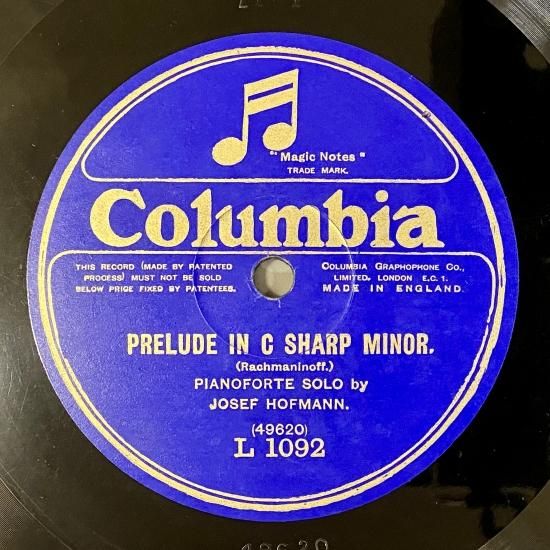 "Magic Notes"
TRADE MARK.
Columbia
THIS RECORD (MADE BY PATENTED
PROCESS) MUST NOT BE SOLD
BELOW PRICE FIXED BY PATENTEES.
COLUMBIA GRAPHOPHONE CO.,
LIMITED. LONDON E.C. 1.
MADE IN ENGLAND.
PRELUDE IN C SHARP MINOR.
(Rachmaninoff.)
PIANOFORTE SOLO by
JOSEF HOFMANN.
(49620)
L 1092
49620